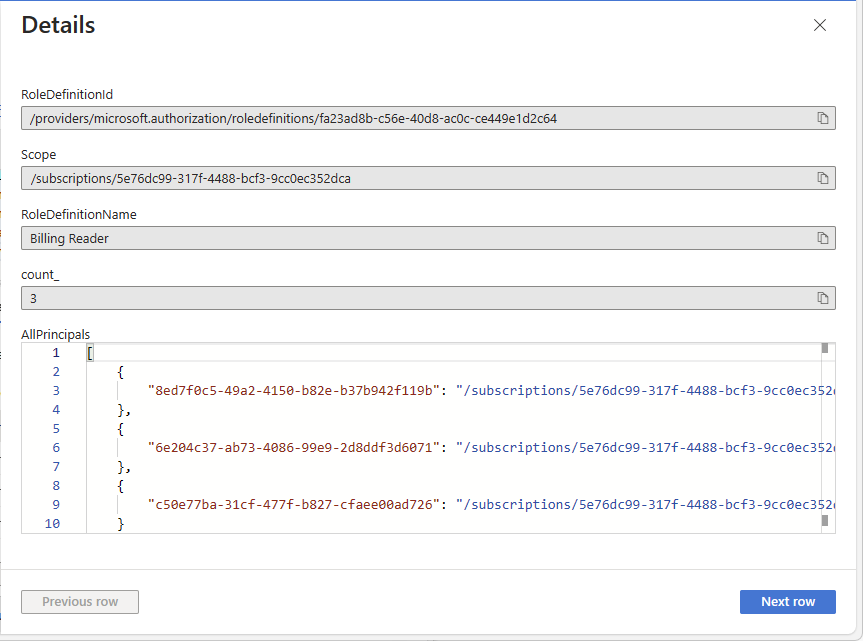 Details
RoleDefinitionId
/providers/microsoft.authorization/roledefinitions/fa23ad8b-c56e-40d8-ac0c-ce449e1d2c64
Scope
/subscriptions/5e76dc99-317f-4488-bcf3-9cc0ec352dca
RoleDefinitionName
Billing Reader
count_
3
AllPrincipals
1 [
2 {
3 "8ed7f0c5-49a2-4150-b82e-b37b942f119b": "/subscriptions/5e76dc99-317f-4488-bcf3-9cc0ec352
4 },
5 {
6 "6e204c37-ab73-4086-99e9-2d8ddf3d6071": "/subscriptions/5e76dc99-317f-4488-bcf3-9cc0ec352
7 },
8 {
9 "c50e77ba-31cf-477f-b827-cfaee00ad726": "/subscriptions/5e76dc99-317f-4488-bcf3-9cc0ec352
10 }
Previous row
Next row